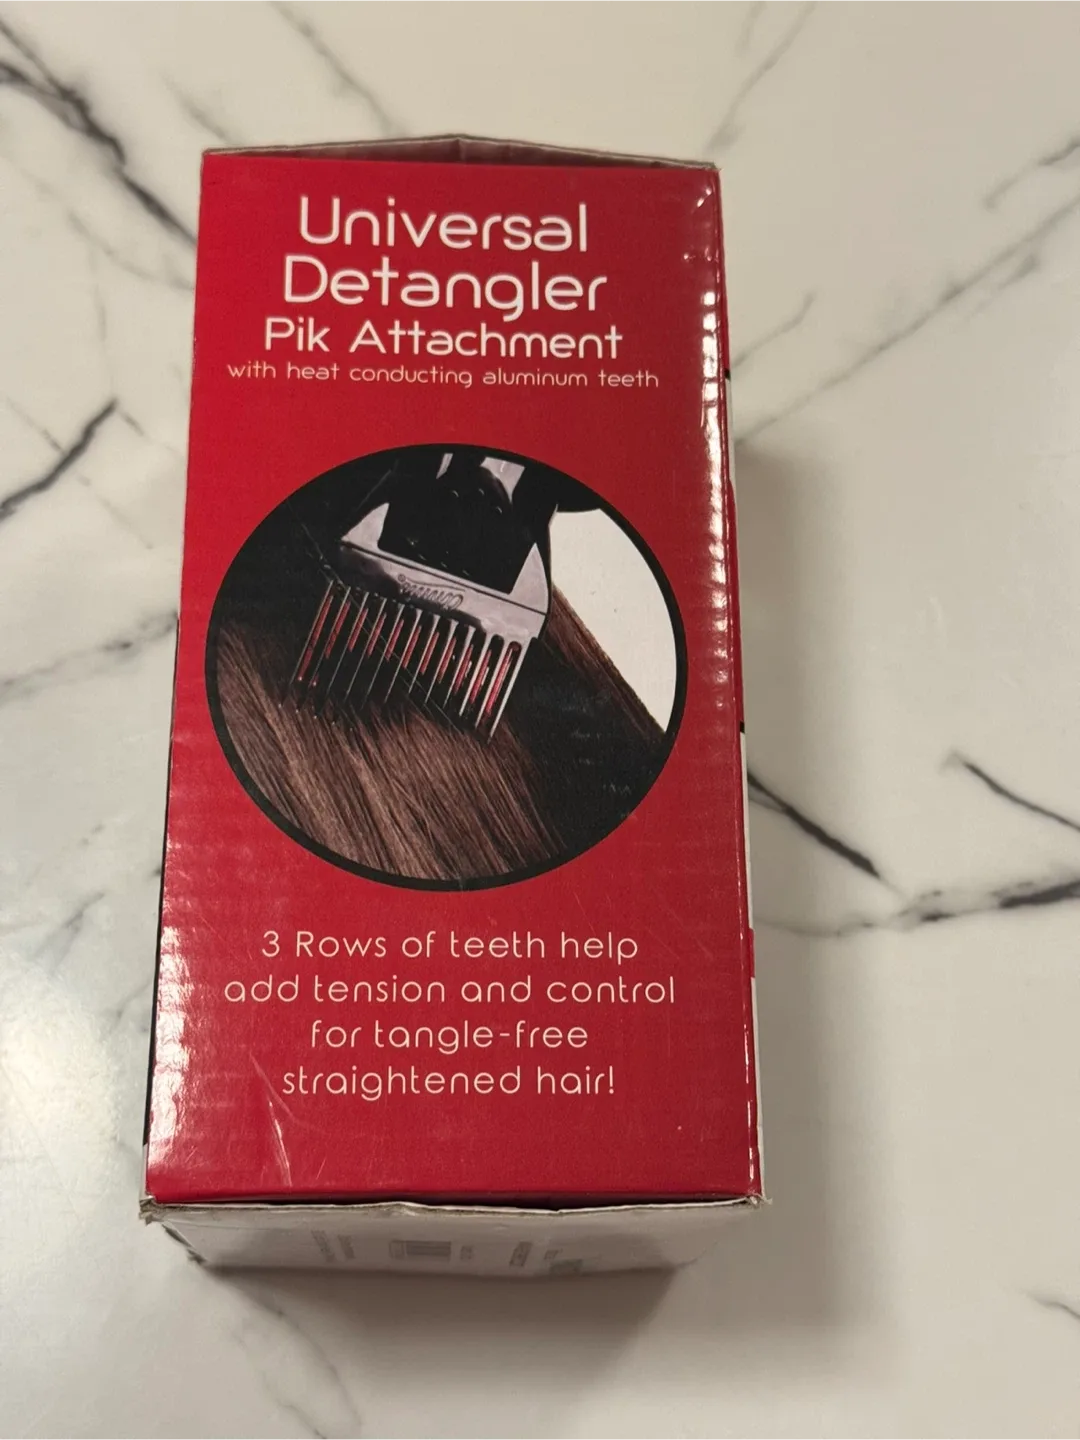 Universal
Detangler
Pik Attachment
with heat conducting aluminum teeth
3 Rows of teeth help
add tension and control
for tangle-free
straightened hair!